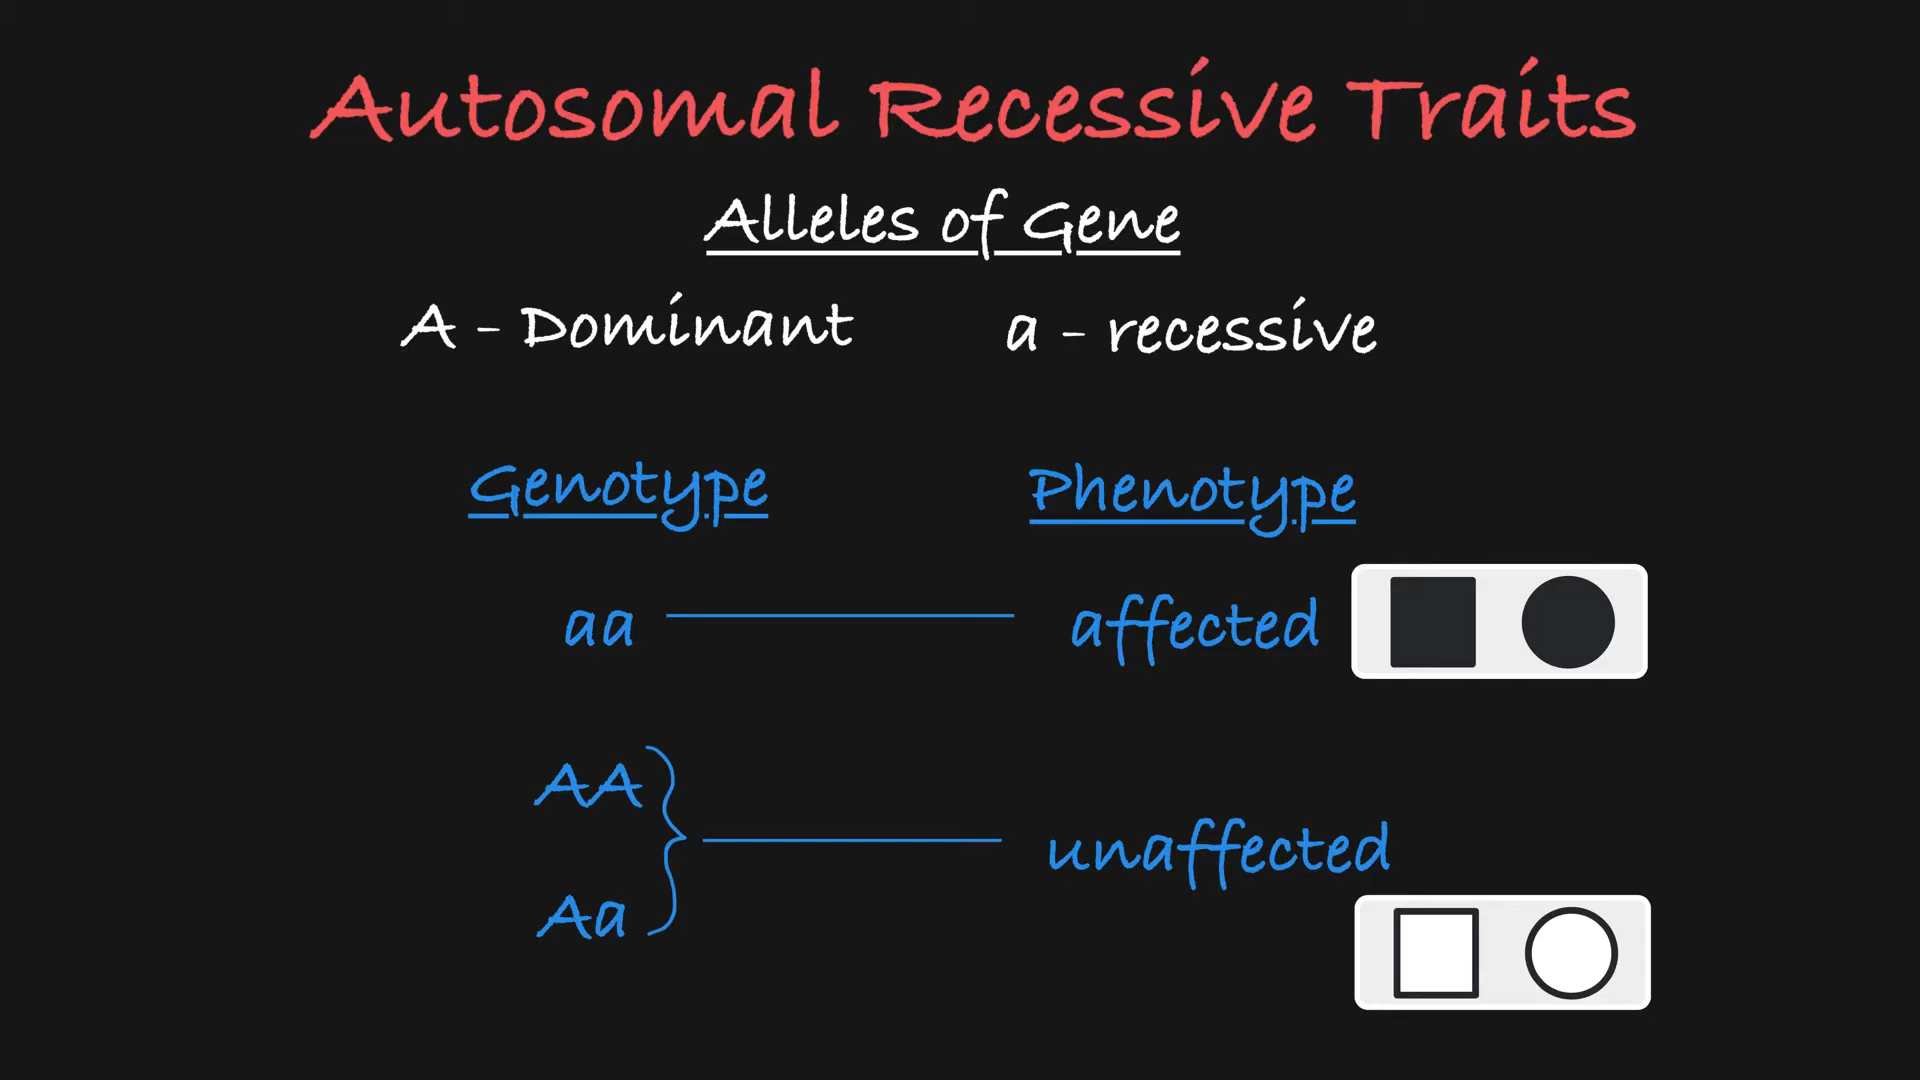 Autosomal Recessive Traits
Alleles of Gene
A - Dominant a - recessive
Genotype Phenotype
aa affected
AA
unaffected
Aa